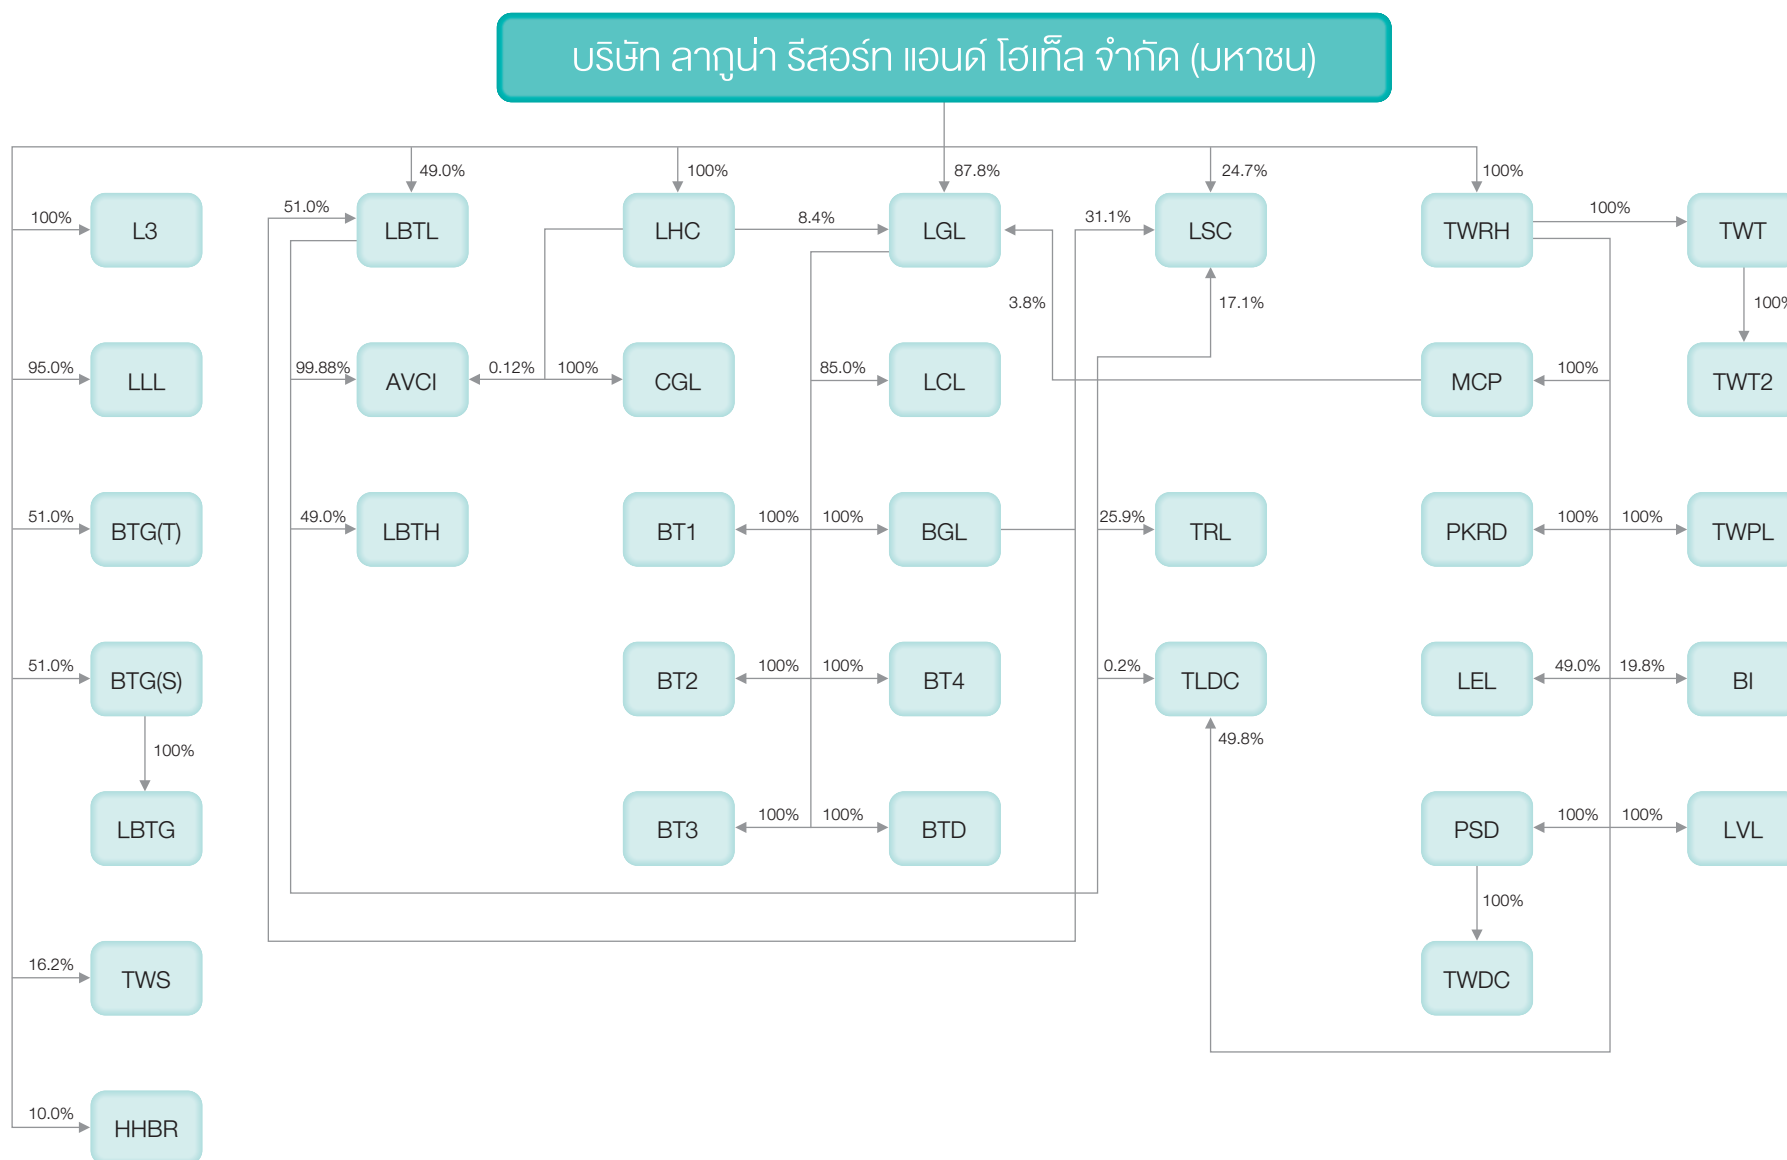 บริษัท ลากูน่า รีสอร์ท แอนด์ โฮเท็ล จำกัด (มหาชน)
49.0% 100% 87.8% 24.7% 100%
100% L3 51.0% LBTL LHC 8.4% LGL 31.1% LSC TWRH 100% TWT
3.8% 17.1% 100%
95.0% LLL 99.88% AVCI 0.12% 100% CGL 85.0% LCL MCP 100% TWT2
51.0% BTG(T) 49.0% LBTH BT1 100% 100% BGL 25.9% TRL PKRD 100% 100% TWPL
51.0% BTG(S) BT2 100% 100% BT4 0.2% TLDC LEL 49.0% 19.8% BI
100% 49.8%
LBTG BT3 100% 100% BTD PSD 100% 100% LVL
100%
16.2% TWS TWDC
10.0% HHBR